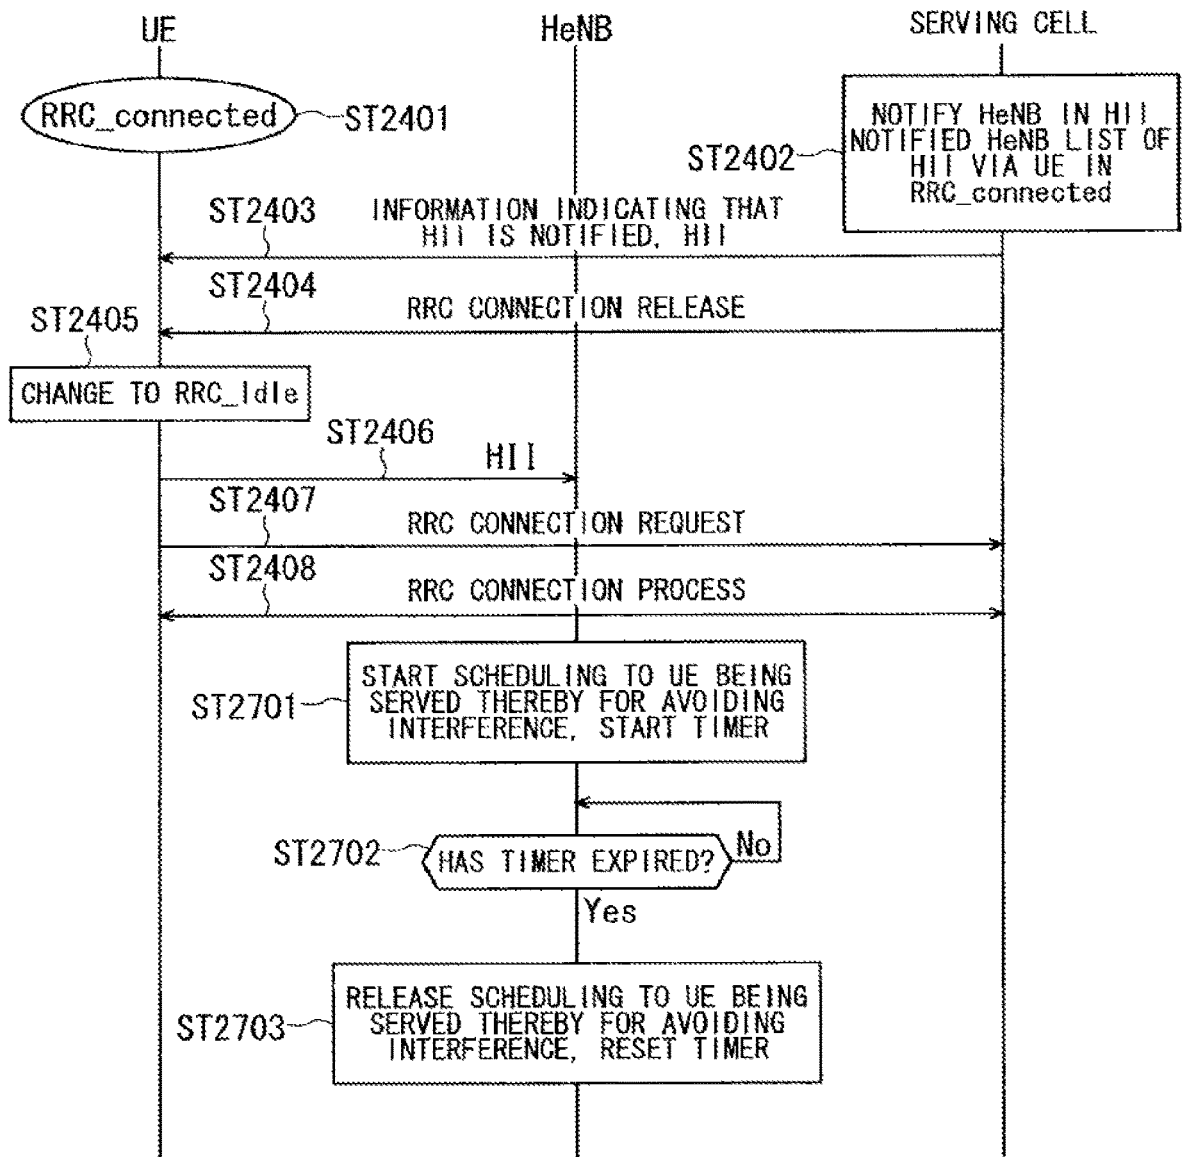 UE
HeNB
SERVING CELL
RRC_connected
ST2401
ST2402
NOTIFY HeNB IN HII
NOTIFIED HeNB LIST OF
HII VIA UE IN
RRC_connected
ST2403
INFORMATION INDICATING THAT
HII IS NOTIFIED, HII
ST2404
RRC CONNECTION RELEASE
ST2405
CHANGE TO RRC_Idle
ST2406
HII
ST2407
RRC CONNECTION REQUEST
ST2408
RRC CONNECTION PROCESS
ST2701
START SCHEDULING TO UE BEING
SERVED THEREBY FOR AVOIDING
INTERFERENCE, START TIMER
ST2702
HAS TIMER EXPIRED?
No
Yes
ST2703
RELEASE SCHEDULING TO UE BEING
SERVED THEREBY FOR AVOIDING
INTERFERENCE, RESET TIMER